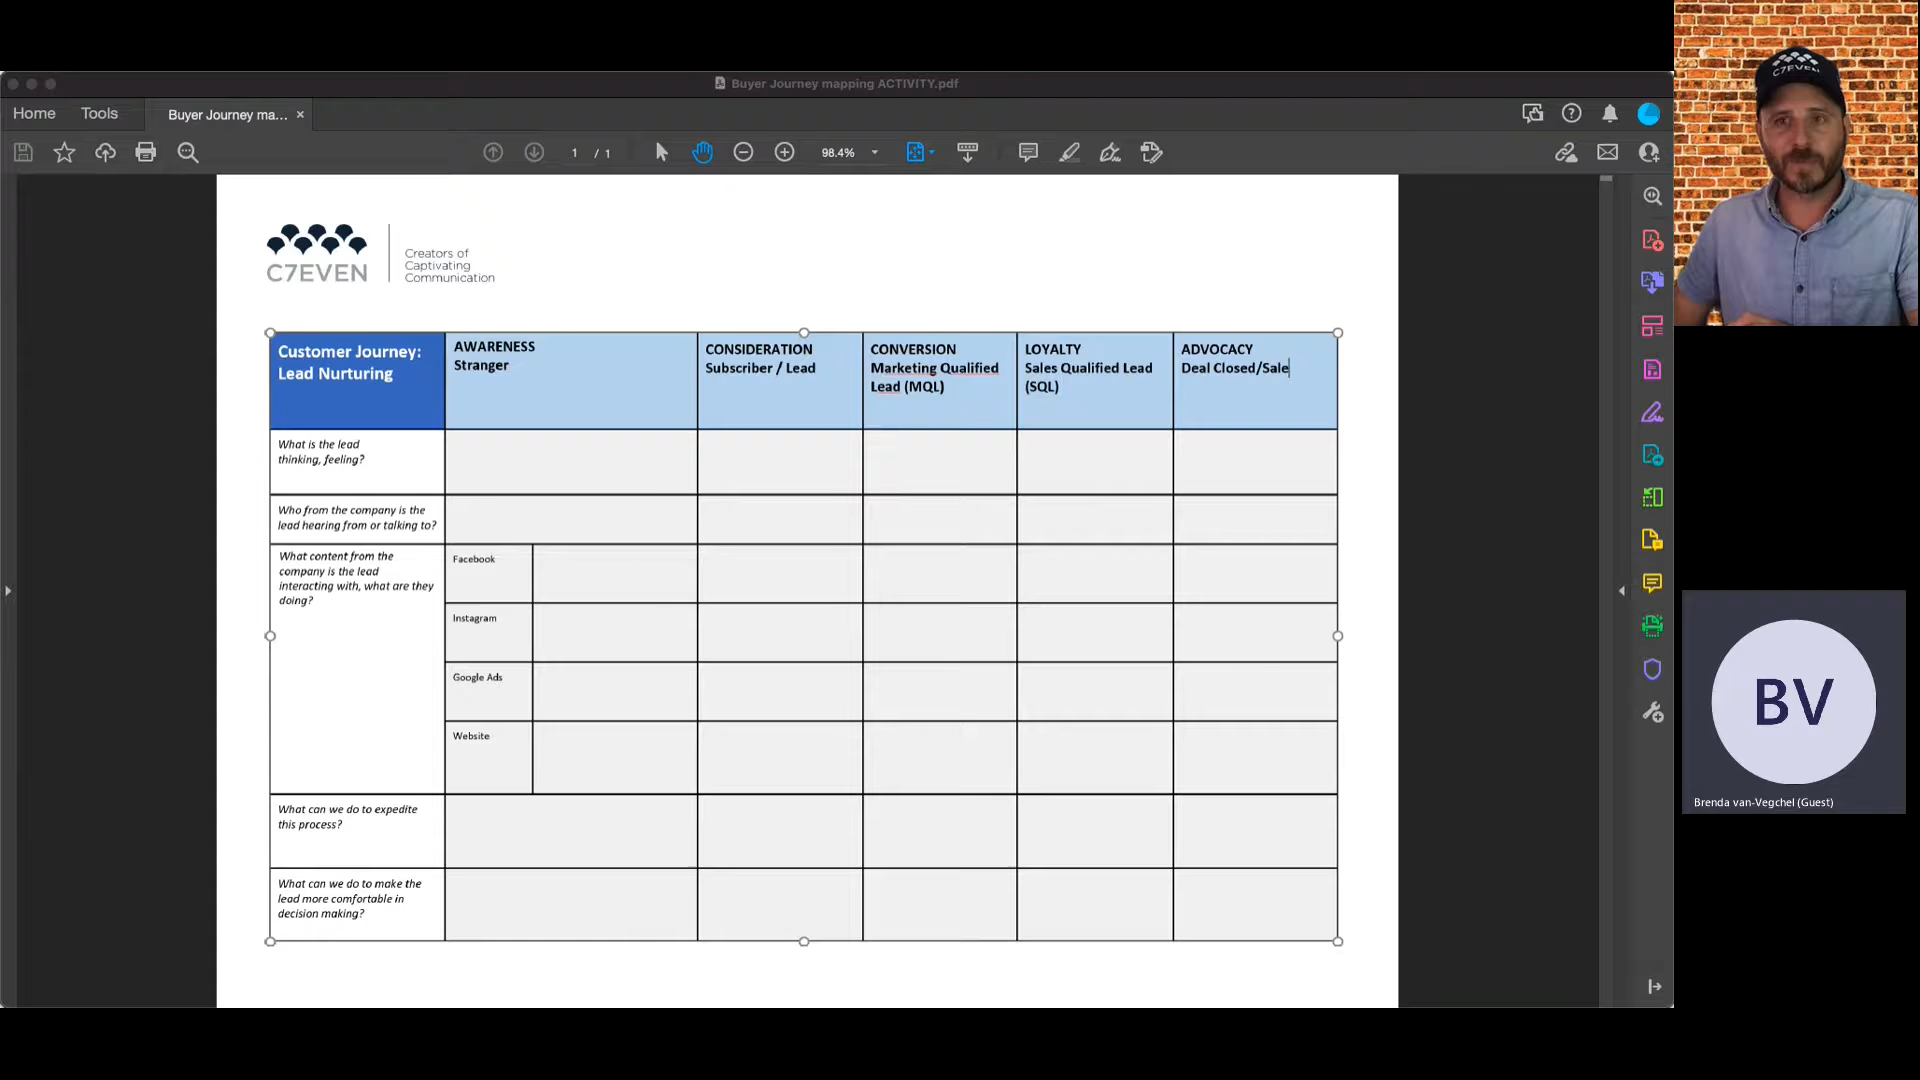 Buyer Journey mapping ACTIVITY.pdf
Home
Tools
Buyer Journey ma...
1 / 1
98.4%
C7EVEN
C7EVEN
Creators of
Captivating
Communication
Customer Journey:
Lead Nurturing
AWARENESS
Stranger
CONSIDERATION
Subscriber / Lead
CONVERSION
Marketing Qualified
Lead (MQL)
LOYALTY
Sales Qualified Lead
(SQL)
ADVOCACY
Deal Closed/Sale
What is the lead
thinking, feeling?
Who from the company is the
lead hearing from or talking to?
What content from the
company is the lead
interacting with, what are they
doing?
Facebook
Instagram
Google Ads
Website
What can we do to expedite
this process?
What can we do to make the
lead more comfortable in
decision making?
BV
Brenda van-Vegchel (Guest)